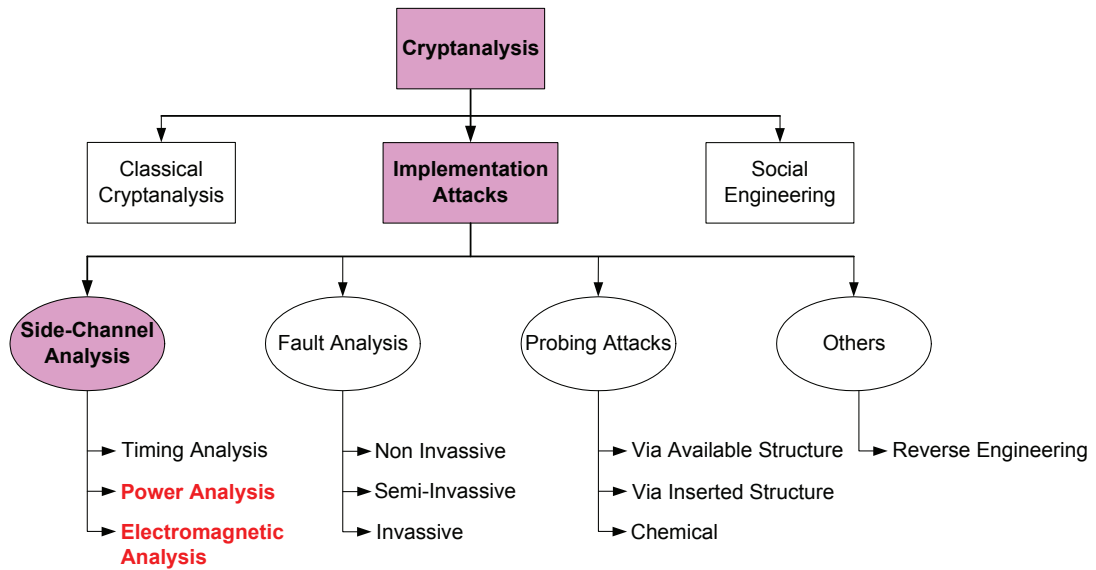 Cryptanalysis
Classical
Cryptanalysis
Implementation
Attacks
Social
Engineering
Side-Channel
Analysis
Fault Analysis
Probing Attacks
Others
Timing Analysis
Power Analysis
Electromagnetic
Analysis
Non Invassive
Semi-Invassive
Invassive
Via Available Structure
Via Inserted Structure
Chemical
Reverse Engineering